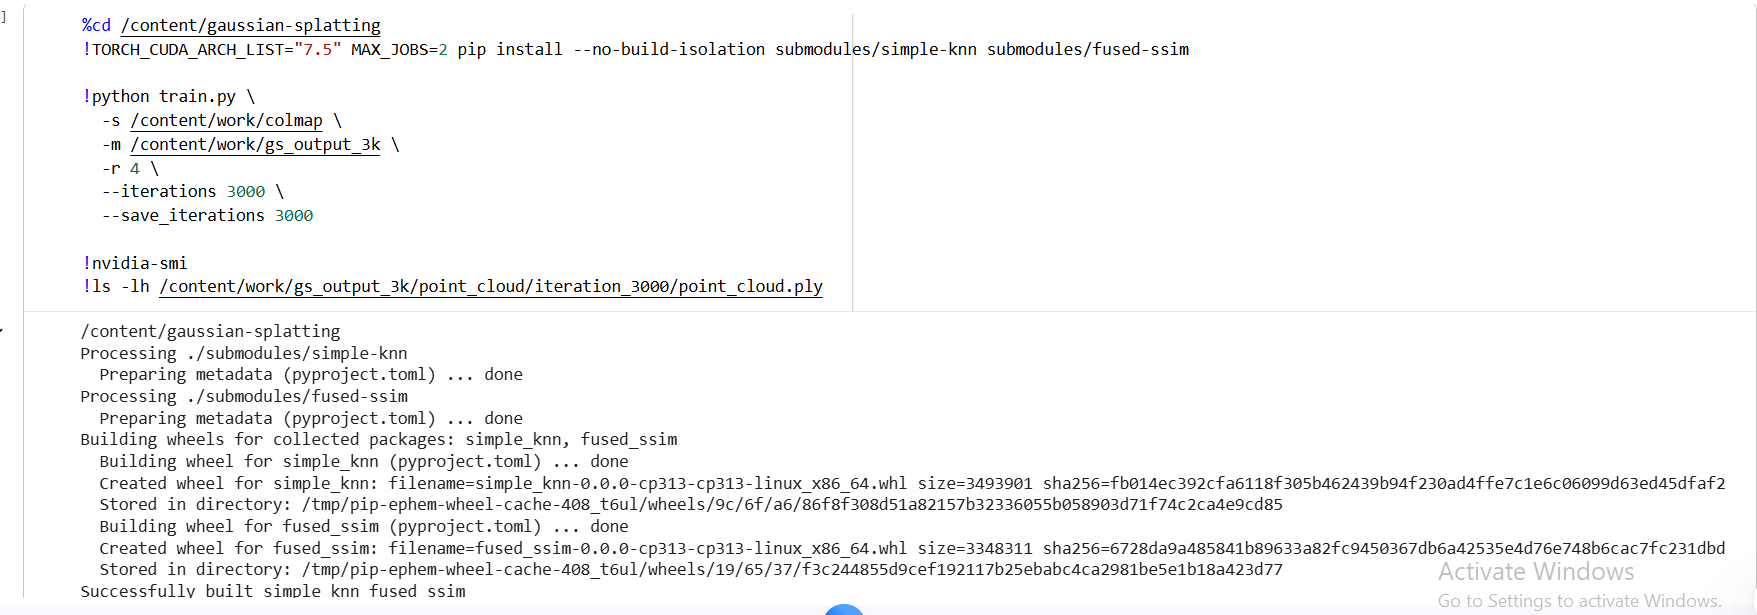 ]
%cd /content/gaussian-splatting
!TORCH_CUDA_ARCH_LIST="7.5" MAX_JOBS=2 pip install --no-build-isolation submodules/simple-knn submodules/fused-ssim
!python train.py \
-s /content/work/colmap \
-m /content/work/gs_output_3k \
-r 4 \
--iterations 3000 \
--save_iterations 3000
!nvidia-smi
!ls -lh /content/work/gs_output_3k/point_cloud/iteration_3000/point_cloud.ply
/content/gaussian-splatting
Processing ./submodules/simple-knn
Preparing metadata (pyproject.toml) ... done
Processing ./submodules/fused-ssim
Preparing metadata (pyproject.toml) ... done
Building wheels for collected packages: simple_knn, fused_ssim
Building wheel for simple_knn (pyproject.toml) ... done
Created wheel for simple_knn: filename=simple_knn-0.0.0-cp313-cp313-linux_x86_64.whl size=3493901 sha256=fb014ec392cfa6118f305b462439b94f230ad4ffe7c1e6c06099d63ed45dfaf2
Stored in directory: /tmp/pip-ephem-wheel-cache-408_t6ul/wheels/9c/6f/a6/86f8f308d51a82157b32336055b058903d71f74c2ca4e9cd85
Building wheel for fused_ssim (pyproject.toml) ... done
Created wheel for fused_ssim: filename=fused_ssim-0.0.0-cp313-cp313-linux_x86_64.whl size=3348311 sha256=6728da9a485841b89633a82fc9450367db6a42535e4d76e748b6cac7fc231dbd
Stored in directory: /tmp/pip-ephem-wheel-cache-408_t6ul/wheels/19/65/37/f3c244855d9cef192117b25ebabc4ca2981be5e1b18a423d77
Successfully built simple_knn fused_ssim
Activate Windows
Go to Settings to activate Windows.